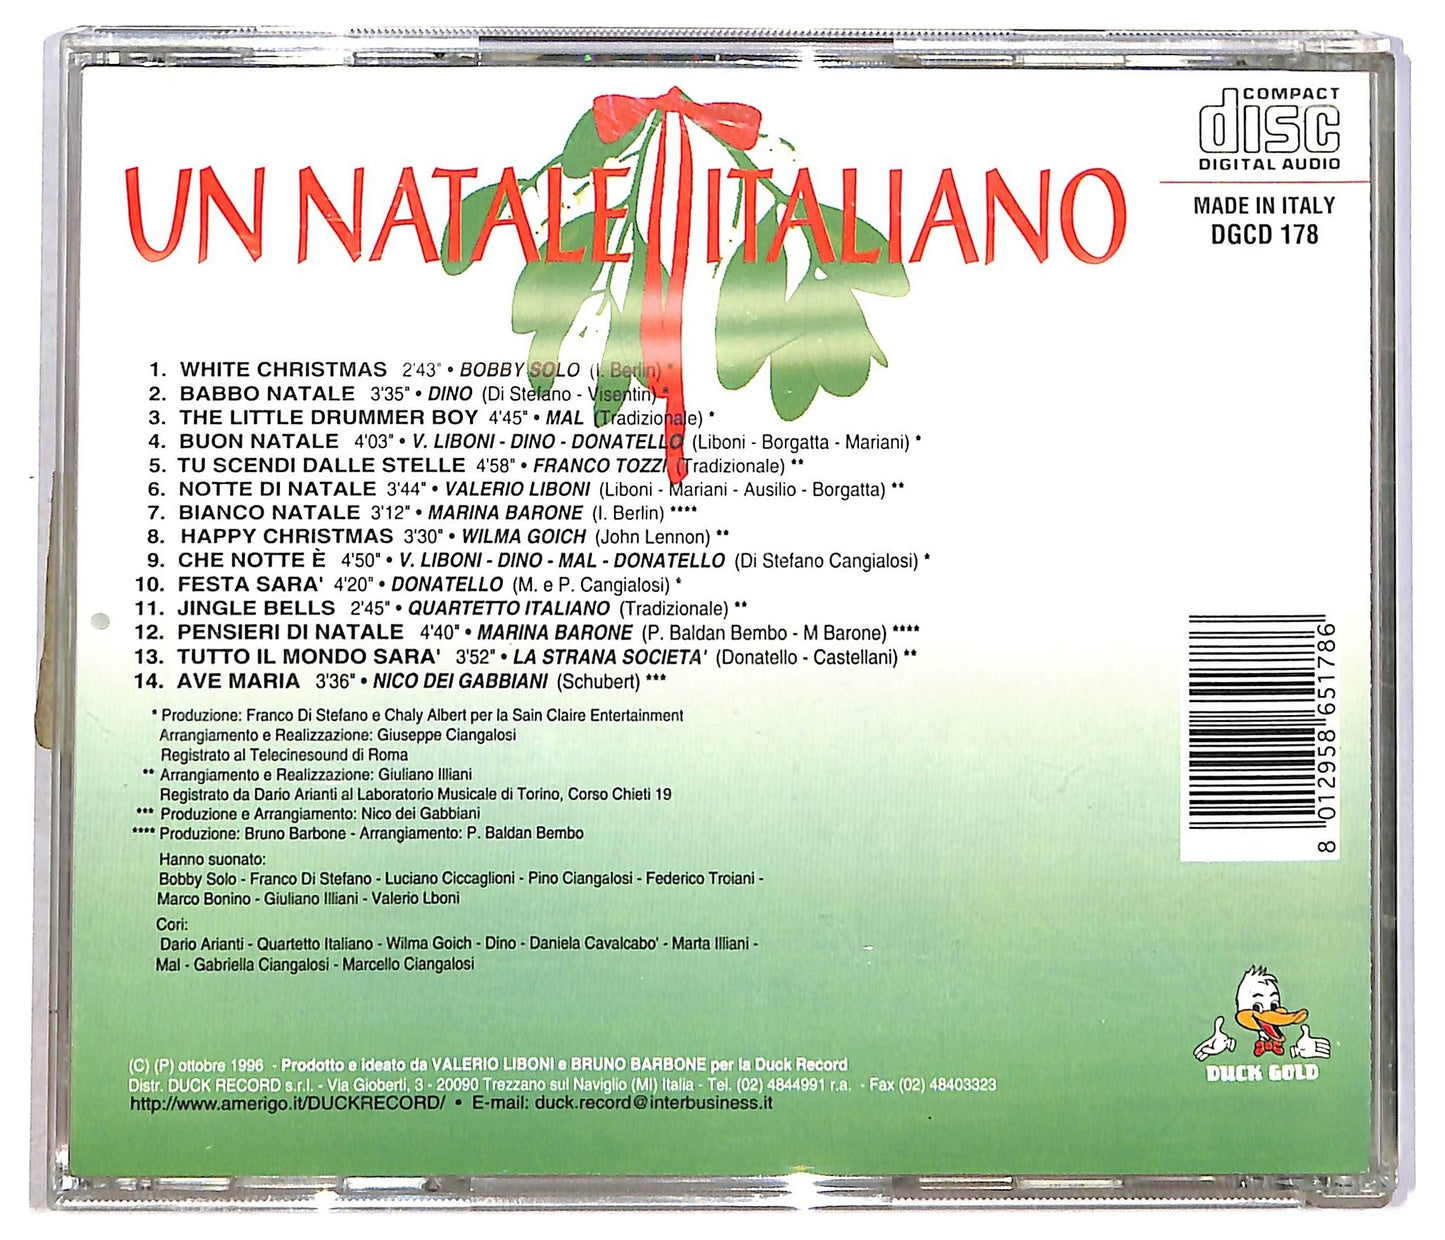 COMPACT
disc
DIGITAL AUDIO
UN NATALE ITALIANO
MADE IN ITALY
DGCD 178
1. WHITE CHRISTMAS 2'43" • BOBBY SOLO (I. Berlin) *
2. BABBO NATALE 3'35" • DINO (Di Stefano - Visentin) *
3. THE LITTLE DRUMMER BOY 4'45" • MAL (Tradizionale) *
4. BUON NATALE 4'03" • V. LIBONI - DINO - DONATELLO (Liboni - Borgatta - Mariani) *
5. TU SCENDI DALLE STELLE 4'58" • FRANCO TOZZI (Tradizionale) **
6. NOTTE DI NATALE 3'44" • VALERIO LIBONI (Liboni - Mariani - Ausilio - Borgatta) **
7. BIANCO NATALE 3'12" • MARINA BARONE (I. Berlin) ****
8. HAPPY CHRISTMAS 3'30" • WILMA GOICH (John Lennon) **
9. CHE NOTTE È 4'50" • V. LIBONI - DINO - MAL - DONATELLO (Di Stefano Cangialosi) *
10. FESTA SARA' 4'20" • DONATELLO (M. e P. Cangialosi) *
11. JINGLE BELLS 2'45" • QUARTETTO ITALIANO (Tradizionale) **
12. PENSIERI DI NATALE 4'40" • MARINA BARONE (P. Baldan Bembo - M Barone) ****
13. TUTTO IL MONDO SARA' 3'52" • LA STRANA SOCIETA' (Donatello - Castellani) **
14. AVE MARIA 3'36" • NICO DEI GABBIANI (Schubert) ***
* Produzione: Franco Di Stefano e Chaly Albert per la Sain Claire Entertainment
Arrangiamento e Realizzazione: Giuseppe Ciangalosi
Registrato al Telecinesound di Roma
** Arrangiamento e Realizzazione: Giuliano Illiani
Registrato da Dario Arianti al Laboratorio Musicale di Torino, Corso Chieti 19
*** Produzione e Arrangiamento: Nico dei Gabbiani
**** Produzione: Bruno Barbone - Arrangiamento: P. Baldan Bembo
Hanno suonato:
Bobby Solo - Franco Di Stefano - Luciano Ciccaglioni - Pino Ciangalosi - Federico Troiani -
Marco Bonino - Giuliano Illiani - Valerio Lboni
Cori:
Dario Arianti - Quartetto Italiano - Wilma Goich - Dino - Daniela Cavalcabo' - Marta Illiani -
Mal - Gabriella Ciangalosi - Marcello Ciangalosi
8 012958 651786
DUCK GOLD
(C) (P) ottobre 1996 - Prodotto e ideato da VALERIO LIBONI e BRUNO BARBONE per la Duck Record
Distr. DUCK RECORD s.r.l. - Via Gioberti, 3 - 20090 Trezzano sul Naviglio (MI) Italia - Tel. (02) 4844991 r.a. - Fax (02) 48403323
http://www.amerigo.it/DUCKRECORD/ • E-mail: duck.record@interbusiness.it